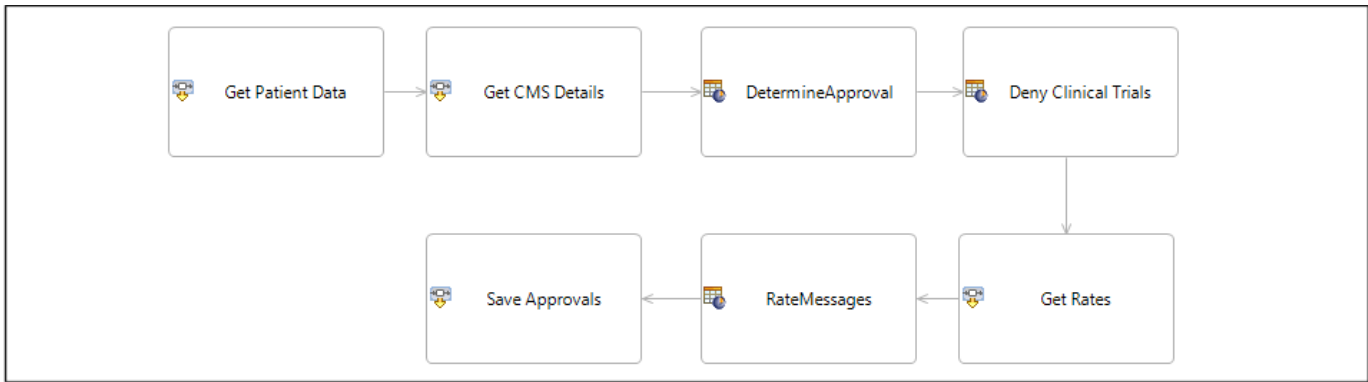 Get Patient Data
Get CMS Details
DetermineApproval
Deny Clinical Trials
Save Approvals
RateMessages
Get Rates